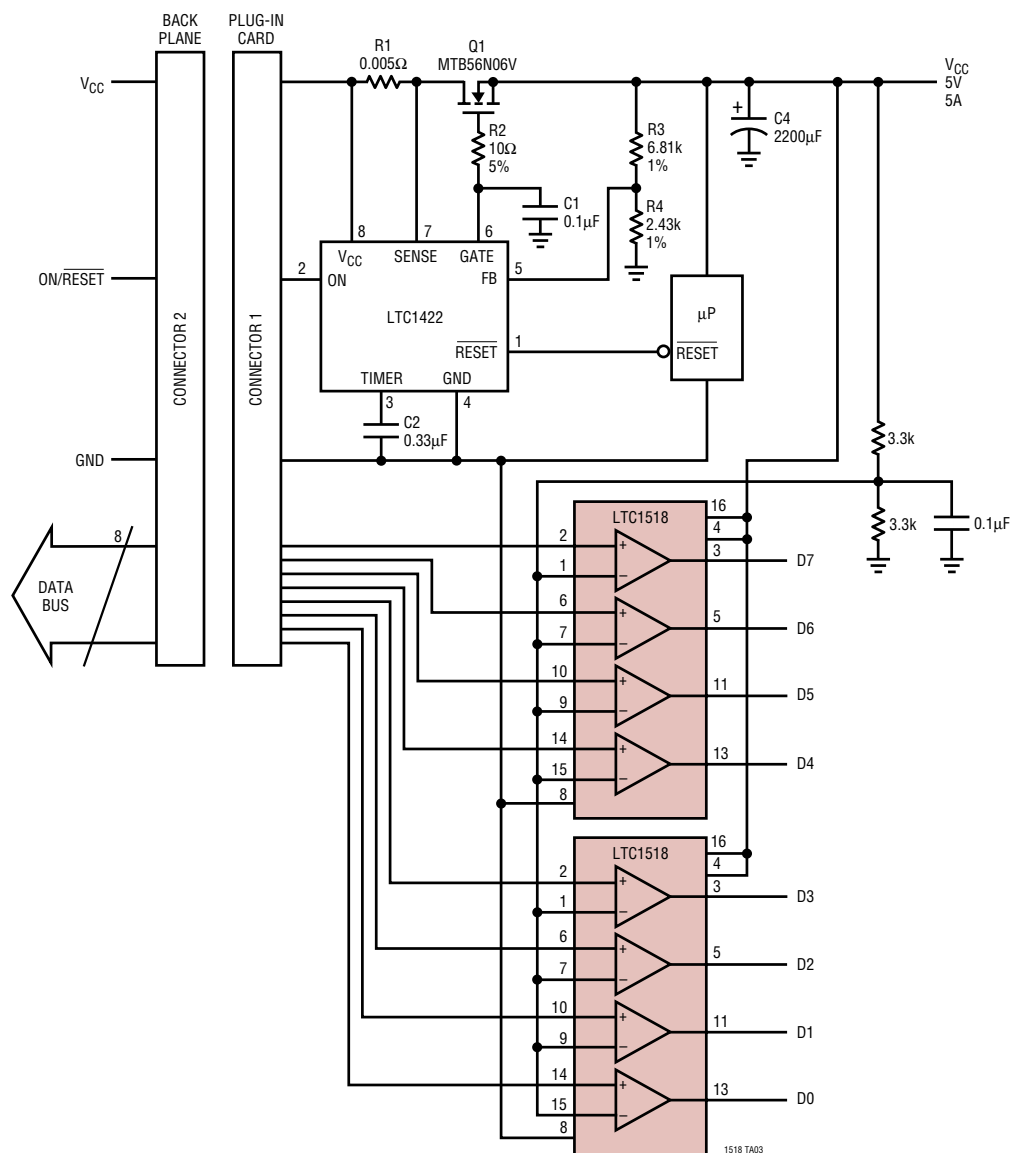 BACK
PLANE
PLUG-IN
CARD
R1
0.005Ω
Q1
MTB56N06V
VCC
VCC
5V
5A
+
C4
2200µF
R2
10Ω
5%
R3
6.81k
1%
C1
0.1µF
R4
2.43k
1%
8
7
6
VCC
SENSE
GATE
ON/RESET
2
ON
FB
5
µP
LTC1422
CONNECTOR 2
CONNECTOR 1
RESET
1
RESET
TIMER
GND
3
4
C2
0.33µF
GND
3.3k
3.3k
0.1µF
8
DATA
BUS
LTC1518
16
4
2
+
3
D7
1
–
6
+
5
D6
7
–
10
+
11
D5
9
–
14
+
13
D4
15
–
8
LTC1518
16
4
2
+
3
D3
1
–
6
+
5
D2
7
–
10
+
11
D1
9
–
14
+
13
D0
15
–
8
1518 TA03